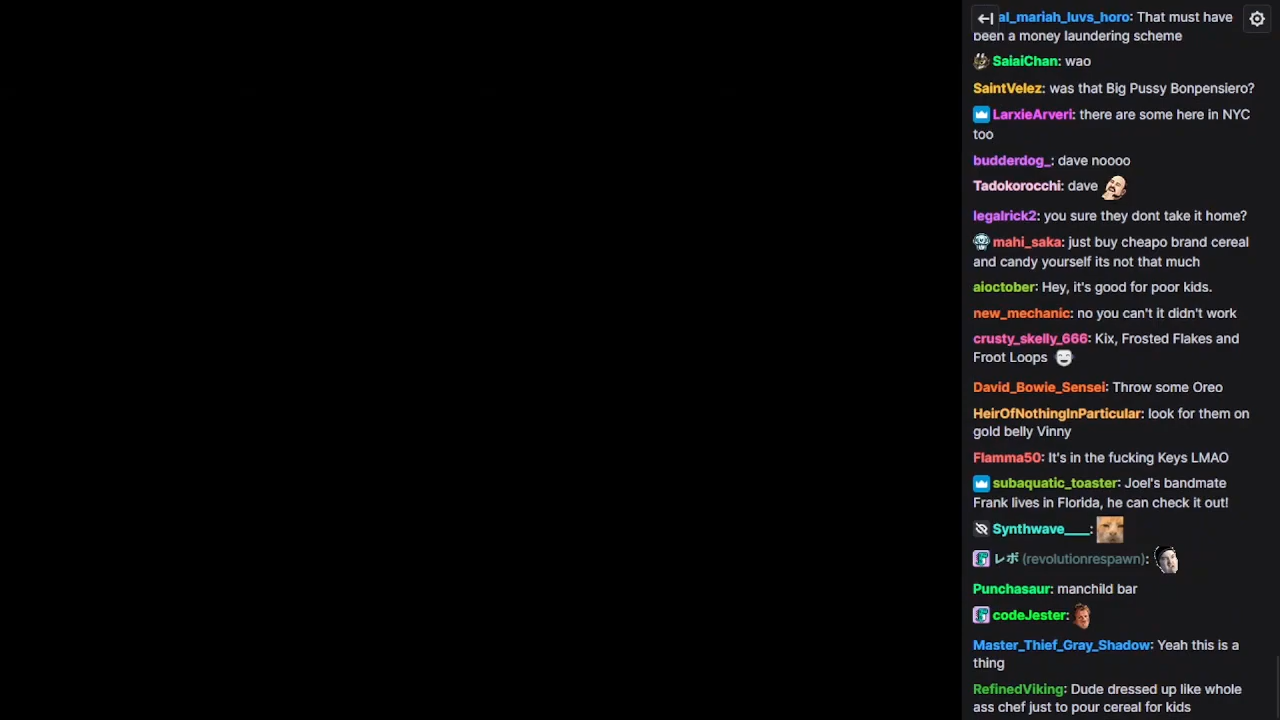 al_mariah_luvs_horo: That must have
been a money laundering scheme
SaiaiChan: wao
SaintVelez: was that Big Pussy Bonpensiero?
LarxieArveri: there are some here in NYC
too
budderdog_: dave noooo
Tadokorocchi: dave
legalrick2: you sure they dont take it home?
mahi_saka: just buy cheapo brand cereal
and candy yourself its not that much
aioctober: Hey, it's good for poor kids.
new_mechanic: no you can't it didn't work
crusty_skelly_666: Kix, Frosted Flakes and
Froot Loops
David_Bowie_Sensei: Throw some Oreo
HeirOfNothingInParticular: look for them on
gold belly Vinny
Flamma50: It's in the fucking Keys LMAO
subaquatic_toaster: Joel's bandmate
Frank lives in Florida, he can check it out!
Synthwave____:
レボ (revolutionrespawn):
Punchasaur: manchild bar
codeJester:
Master_Thief_Gray_Shadow: Yeah this is a
thing
RefinedViking: Dude dressed up like whole
ass chef just to pour cereal for kids